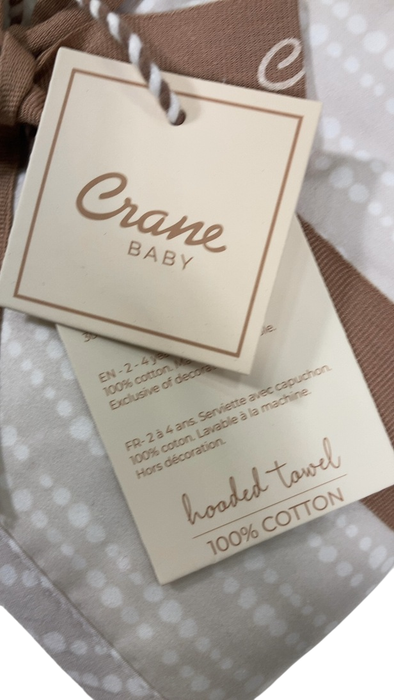 C
Crane
BABY
EN - 2 - 4
100% cotton.
Exclusive of
FR- 2 à 4 ans. Serviette avec capuchon.
100% coton. Lavable à la machine.
Hors décoration.
hooded towel
100% COTTON